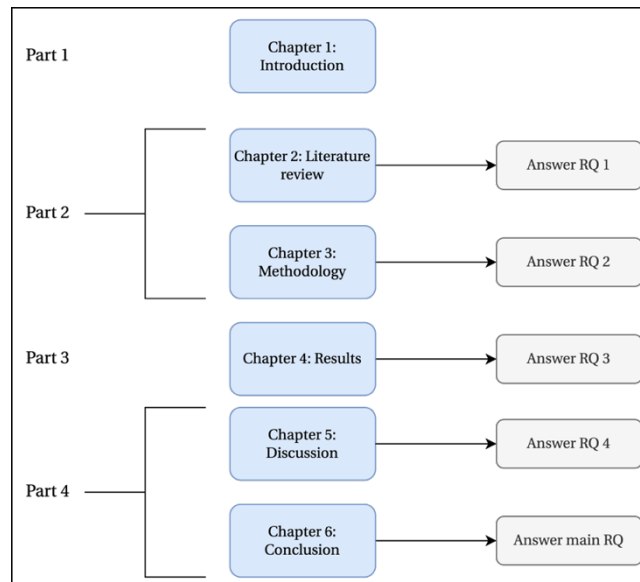 Part 1
Chapter 1:
Introduction
Part 2
Chapter 2: Literature
review
Answer RQ 1
Chapter 3:
Methodology
Answer RQ 2
Part 3
Chapter 4: Results
Answer RQ 3
Part 4
Chapter 5:
Discussion
Answer RQ 4
Chapter 6:
Conclusion
Answer main RQ